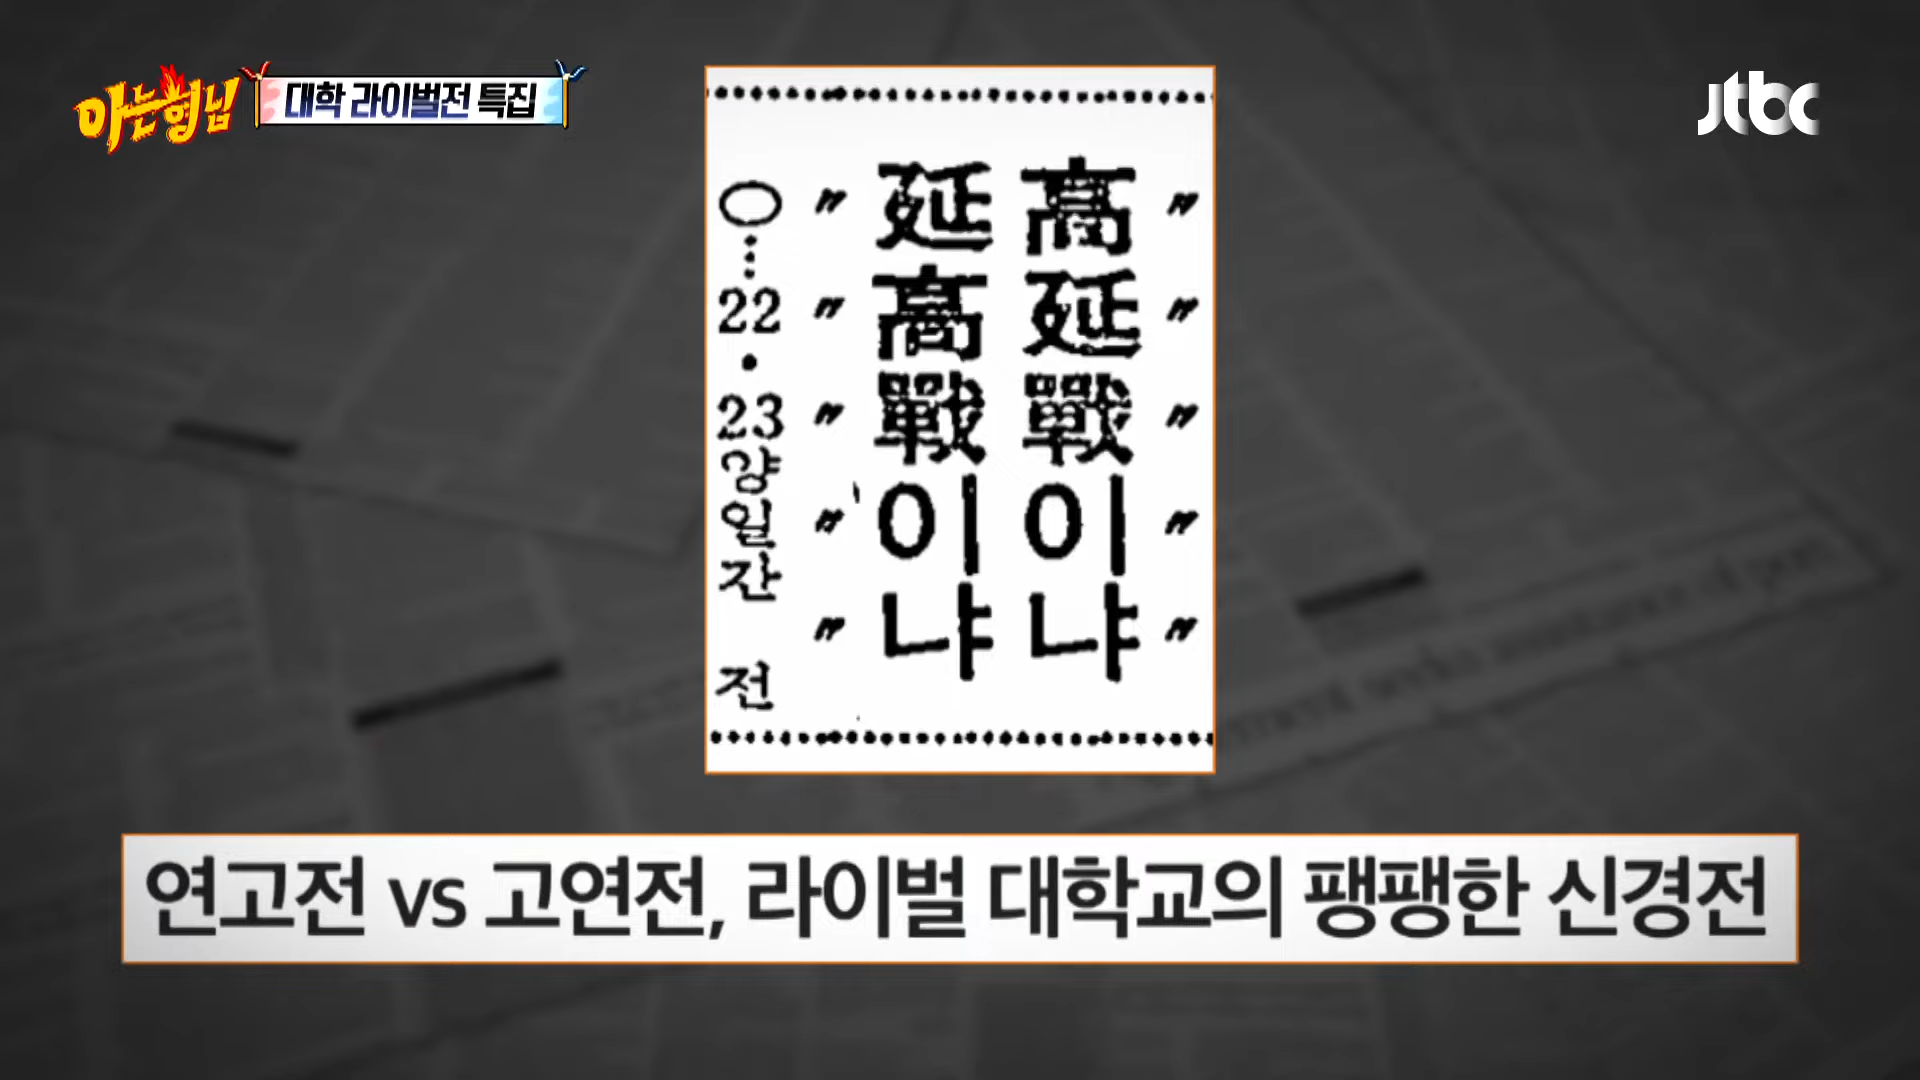 아는형님
대학 라이벌전 특집
jtbc
"高延戰이냐"
"延高戰이냐"
○…22·23양일간 전
연고전 vs 고연전, 라이벌 대학교의 팽팽한 신경전